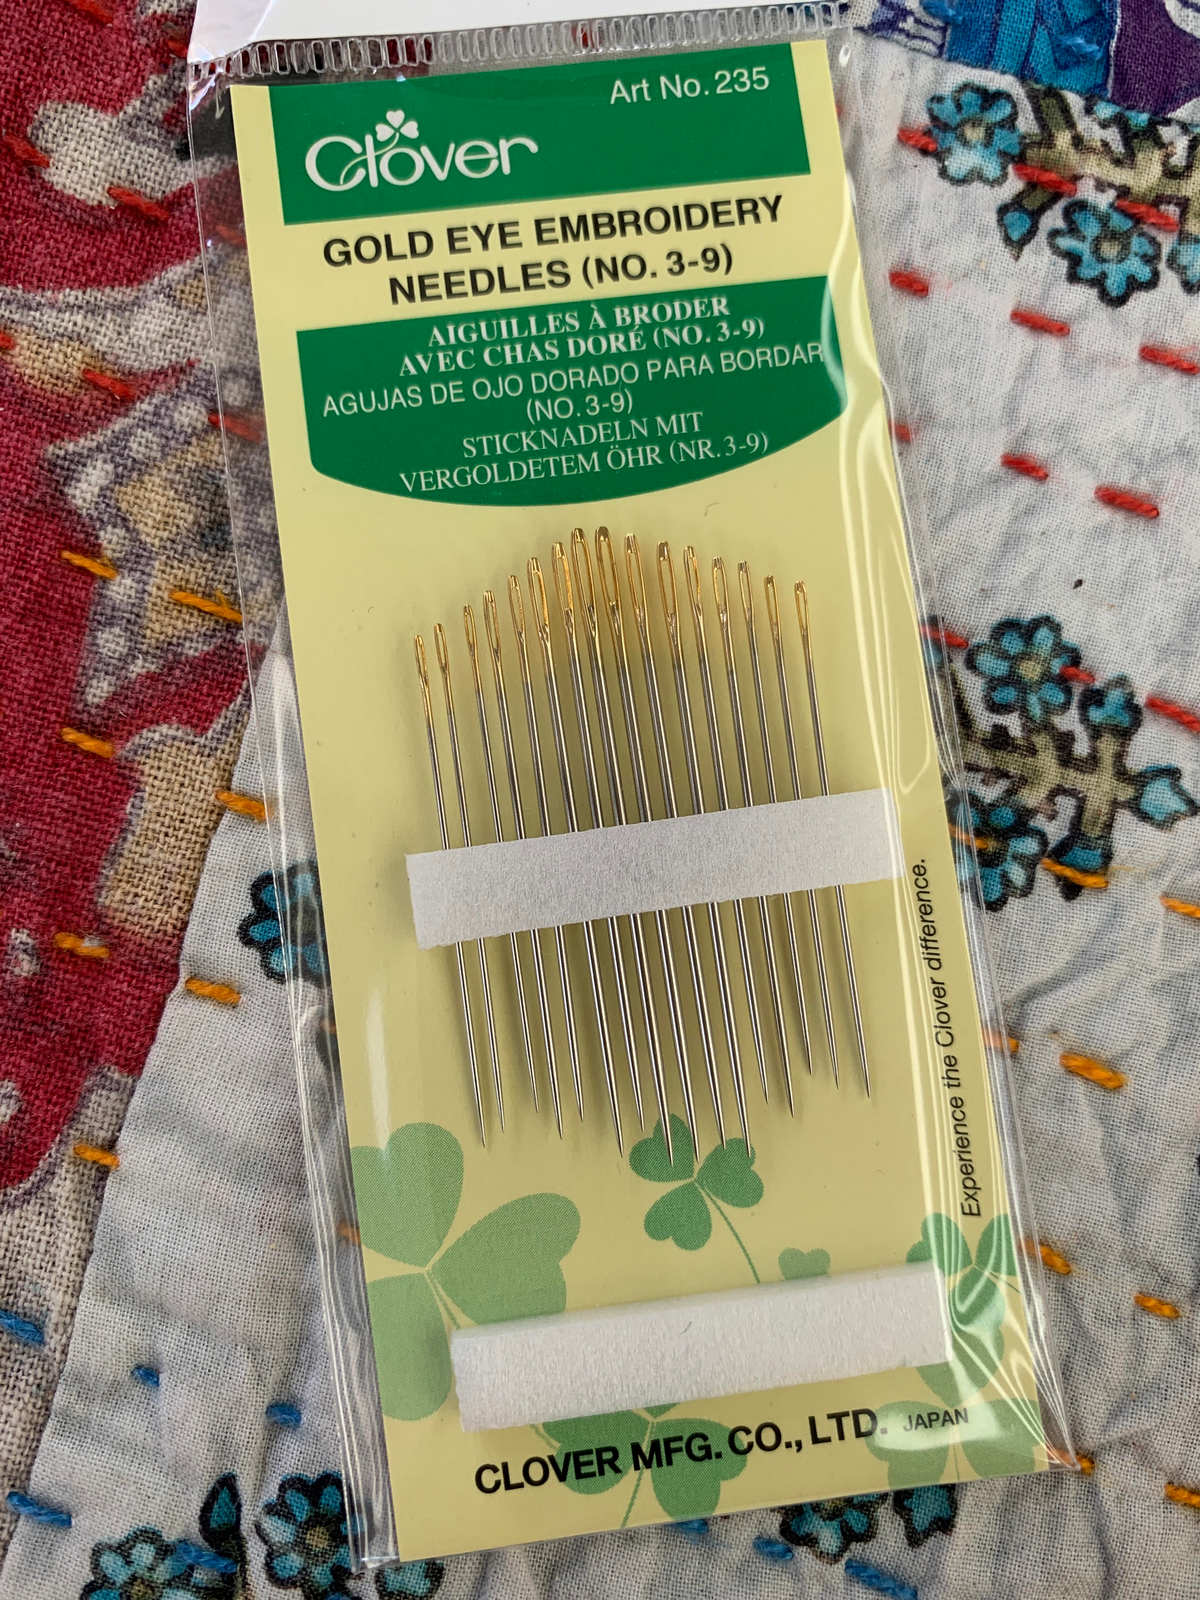 Art No. 235
Clover
GOLD EYE EMBROIDERY
NEEDLES (NO. 3-9)
AIGUILLES À BRODER
AVEC CHAS DORÉ (NO. 3-9)
AGUJAS DE OJO DORADO PARA BORDAR
(NO. 3-9)
STICKNADELN MIT
VERGOLDETEM ÖHR (NR. 3-9)
Experience the Clover difference.
CLOVER MFG. CO., LTD. JAPAN